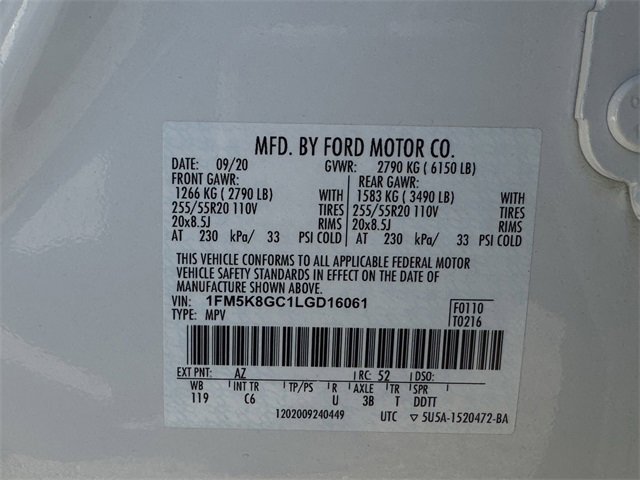 MFD. BY FORD MOTOR CO.
DATE: 09/20 GVWR: 2790 KG ( 6150 LB)
FRONT GAWR: REAR GAWR:
1266 KG ( 2790 LB) WITH 1583 KG ( 3490 LB) WITH
255/55R20 110V TIRES 255/55R20 110V TIRES
20x8.5J RIMS 20x8.5J RIMS
AT 230 kPa/ 33 PSI COLD AT 230 kPa/ 33 PSI COLD
THIS VEHICLE CONFORMS TO ALL APPLICABLE FEDERAL MOTOR
VEHICLE SAFETY STANDARDS IN EFFECT ON THE DATE OF
MANUFACTURE SHOWN ABOVE.
VIN: 1FM5K8GC1LGD16061 F0110
TYPE: MPV T0216
EXT PNT: AZ RC: 52 DSO:
WB INT TR TP/PS R AXLE TR SPR
119 C6 U 3B T DDTT
1202009240449 UTC ▽ 5U5A-1520472-BA